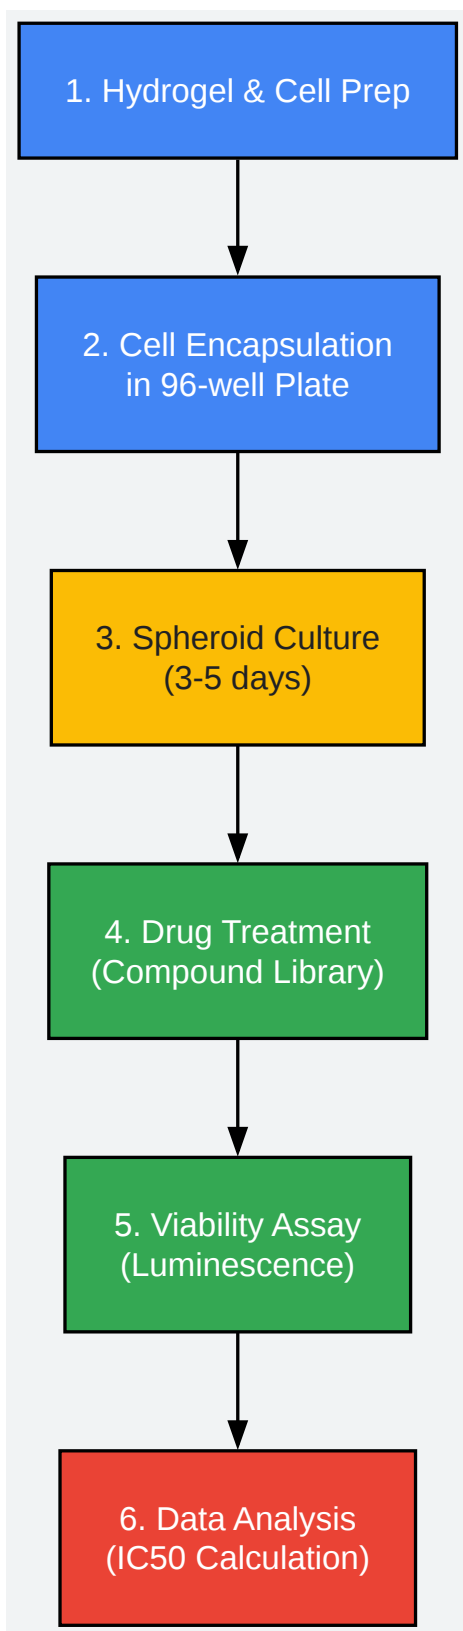 1. Hydrogel & Cell Prep
2. Cell Encapsulation
in 96-well Plate
3. Spheroid Culture
(3-5 days)
4. Drug Treatment
(Compound Library)
5. Viability Assay
(Luminescence)
6. Data Analysis
(IC50 Calculation)